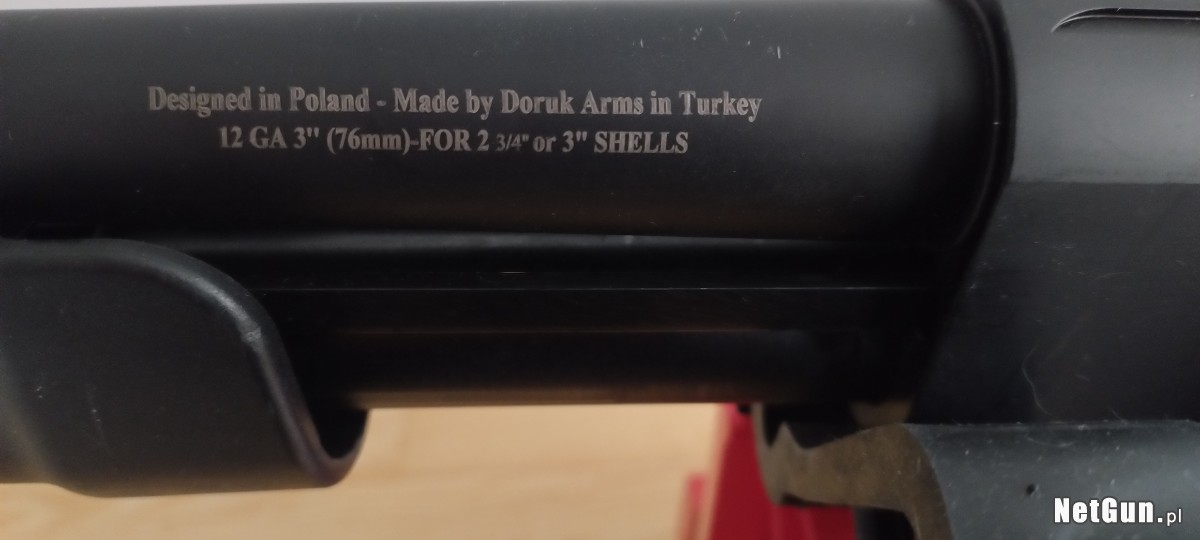 Designed in Poland - Made by Doruk Arms in Turkey
12 GA 3" (76mm)-FOR 2 3/4" or 3" SHELLS
NetGun.pl